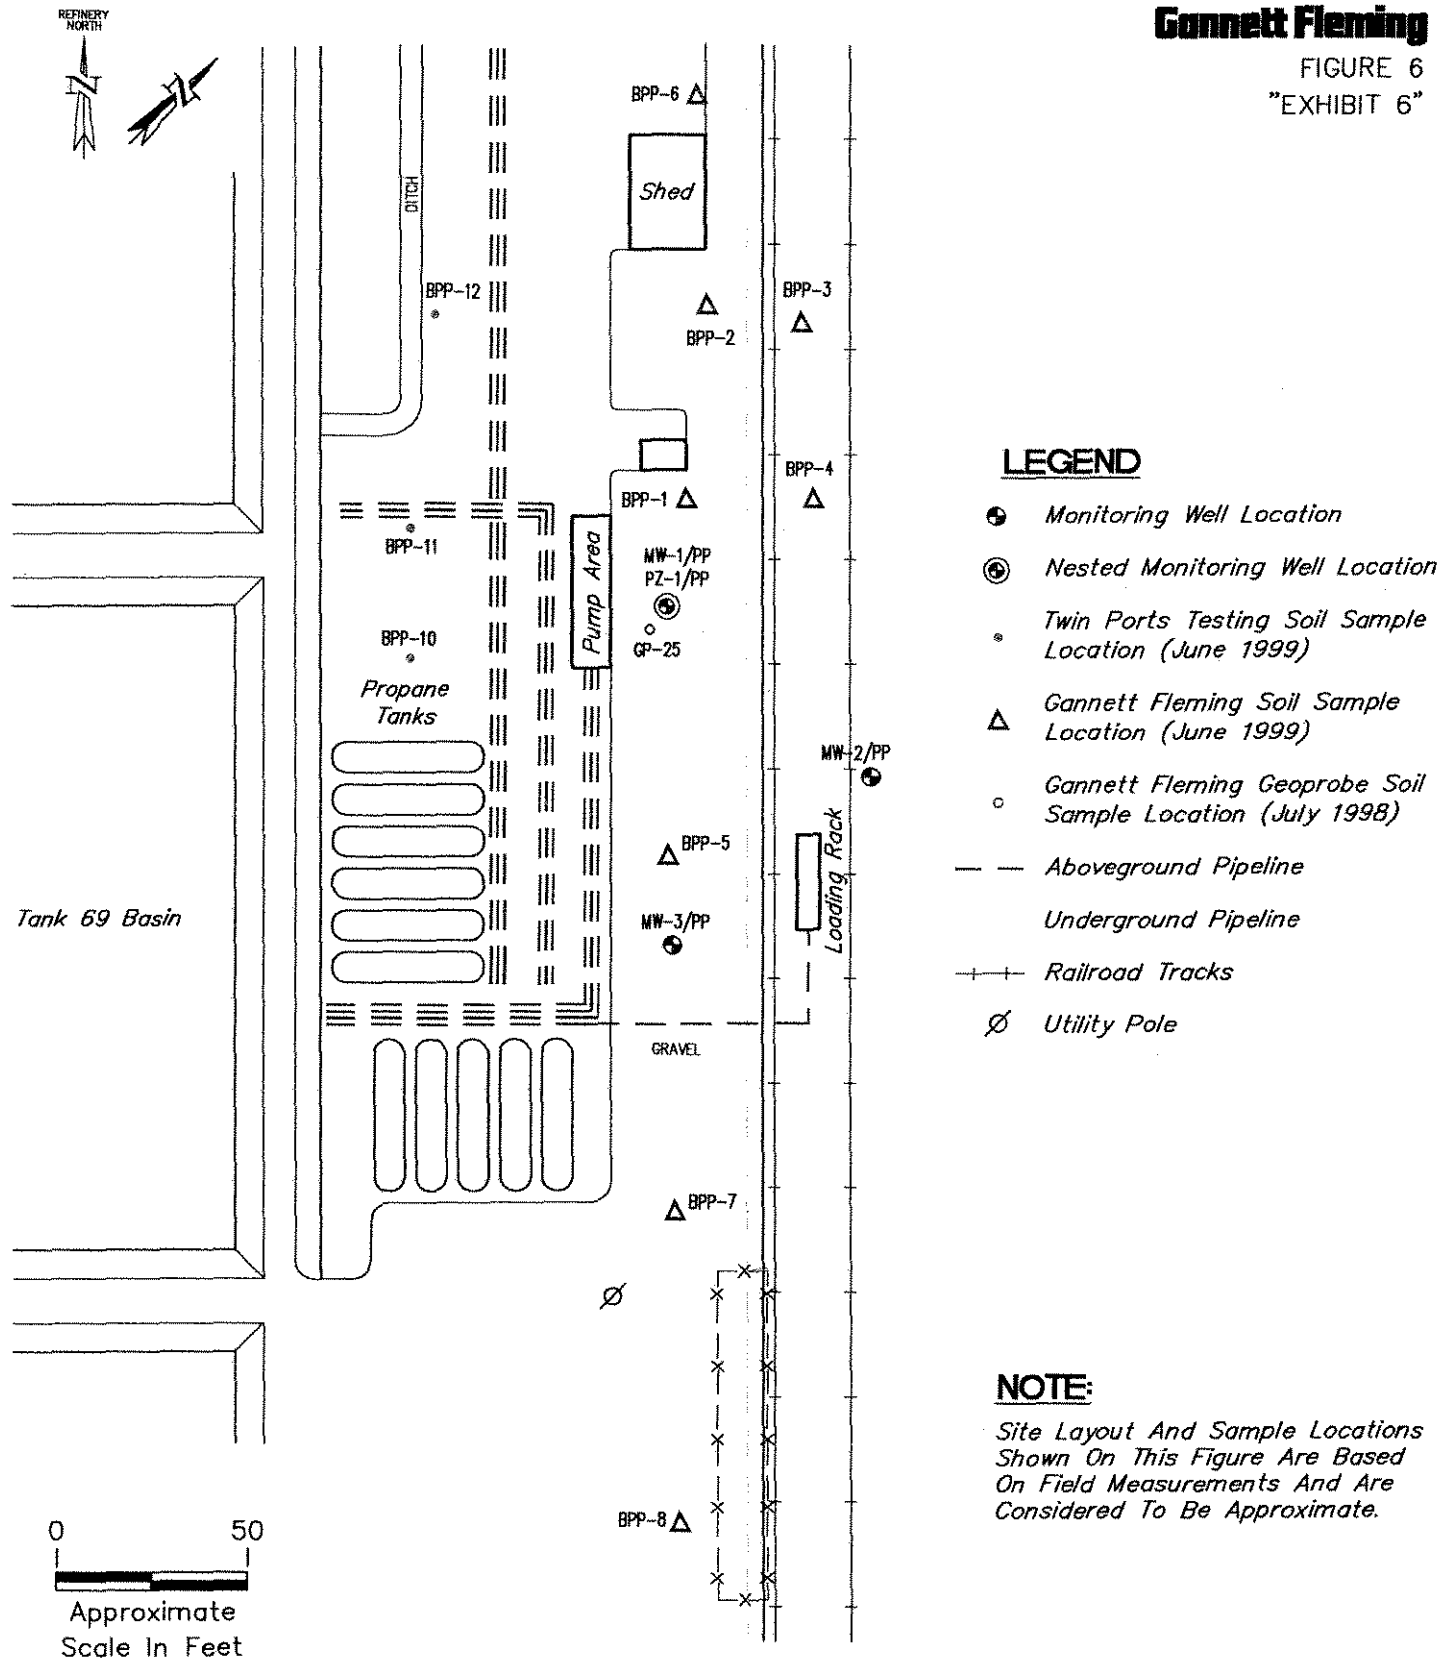 REFINERY
NORTH
N
N
Gannett Fleming
FIGURE 6
"EXHIBIT 6"
BPP-6
Shed
DITCH
BPP-12
BPP-3
BPP-2
BPP-4
BPP-1
BPP-11
MW-1/PP
PZ-1/PP
Pump Area
GP-25
BPP-10
Propane
Tanks
MW-2/PP
BPP-5
Loading Rack
MW-3/PP
Tank 69 Basin
GRAVEL
BPP-7
BPP-8
LEGEND
Monitoring Well Location
Nested Monitoring Well Location
Twin Ports Testing Soil Sample
Location (June 1999)
Gannett Fleming Soil Sample
Location (June 1999)
Gannett Fleming Geoprobe Soil
Sample Location (July 1998)
Aboveground Pipeline
Underground Pipeline
Railroad Tracks
Utility Pole
NOTE:
Site Layout And Sample Locations
Shown On This Figure Are Based
On Field Measurements And Are
Considered To Be Approximate.
0 50
Approximate
Scale In Feet